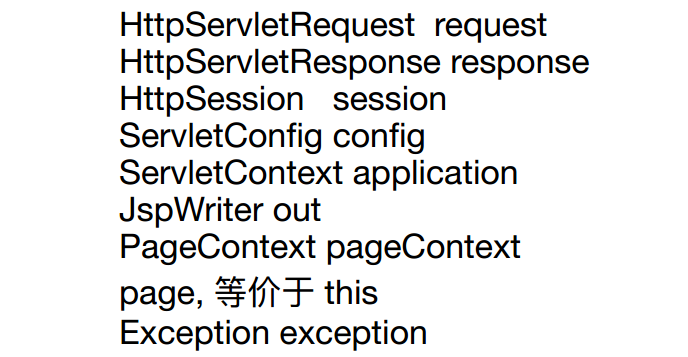 HttpServletRequest  request
HttpServletResponse response
HttpSession   session
ServletConfig config
ServletContext application
JspWriter out
PageContext pageContext
page, 等价于 this
Exception exception